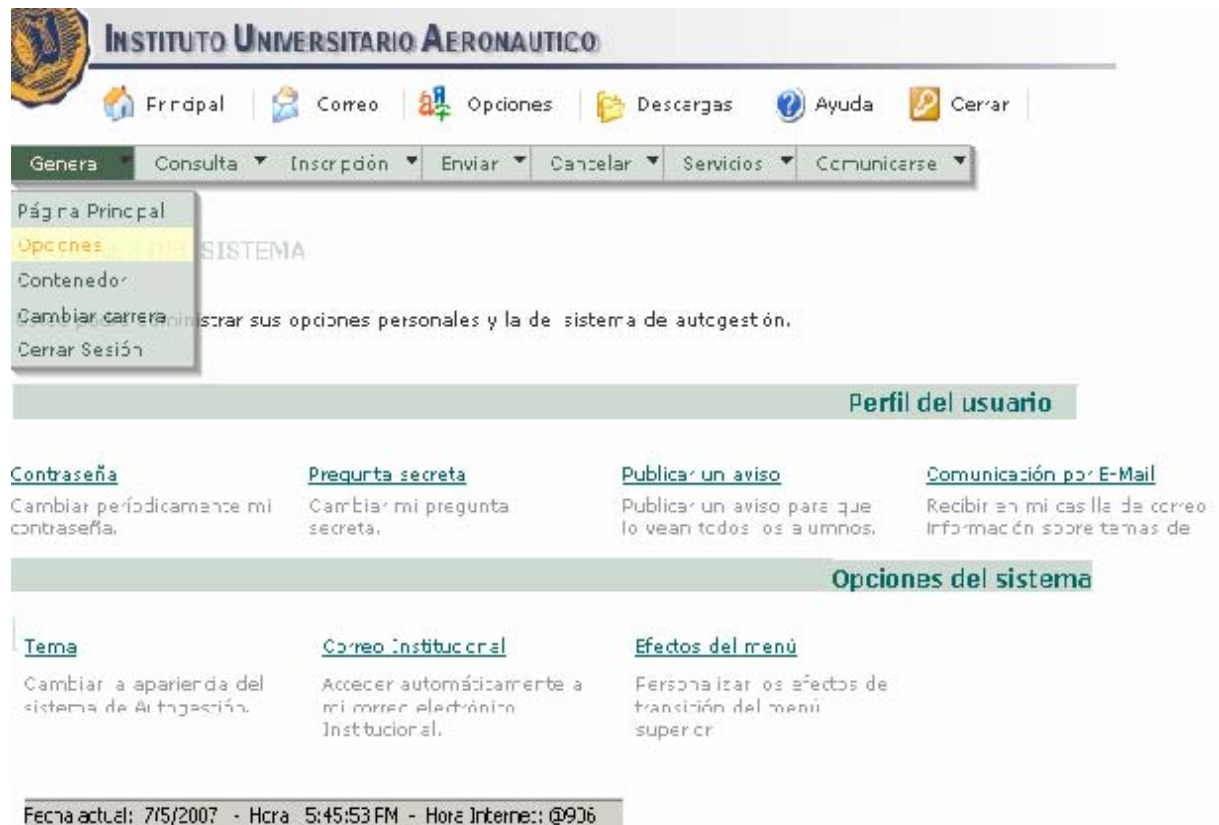 INSTITUTO UNIVERSITARIO AERONAUTICO
Principal Correo Opciones Descargas Ayuda Cerrar
Genera Consulta Inscripción Enviar Cancelar Servicios Comunicarse
Página Principal
Opciones SISTEMA
Contenedor
Cambiar carrera istrar sus opciones personales y la del sistema de autogestión.
Cerrar Sesión
Perfil del usuario
Contraseña Pregunta secreta Publicar un aviso Comunicación por E-Mail
Cambiar periódicamente mi Cambiar mi pregunta Publicar un aviso para que Recibir en mi casilla de correo
contraseña. secreta. lo vean todos los alumnos. información sobre temas de
Opciones del sistema
Tema Correo Institucional Efectos del menú
Cambiar la apariencia del Acceder automáticamente a Personalizar los efectos de
sistema de Autogestión. mi correo electrónico transición del menú
Institucional. superior
Fecha actual: 7/5/2007 - Hora 5:45:53 PM - Hora Internet: @906